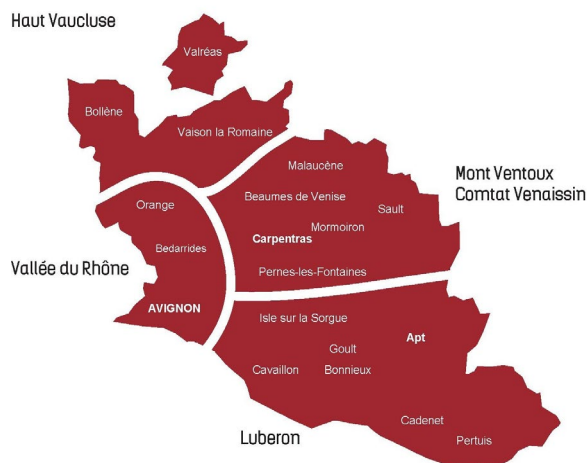 Haut Vaucluse
Valréas
Bollène
Vaison la Romaine
Malaucène
Mont Ventoux
Comtat Venaissin
Beaumes de Venise
Sault
Orange
Mormoiron
Carpentras
Bedarrides
Vallée du Rhône
Pernes-les-Fontaines
AVIGNON
Isle sur la Sorgue
Apt
Goult
Cavaillon
Bonnieux
Cadenet
Luberon
Pertuis